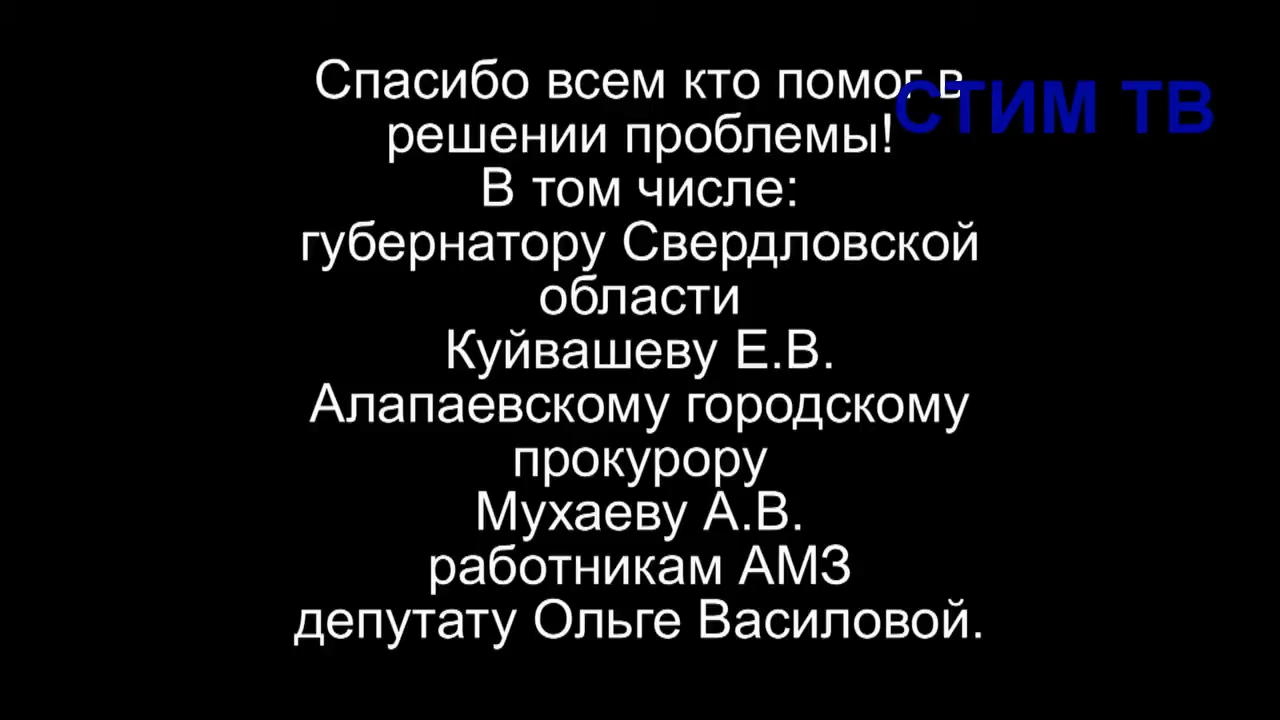 Спасибо всем кто помог в
СТИМ ТВ
решении проблемы!
В том числе:
губернатору Свердловской
области
Куйвашеву Е.В.
Алапаевскому городскому
прокурору
Мухаеву А.В.
работникам АМЗ
депутату Ольге Василовой.